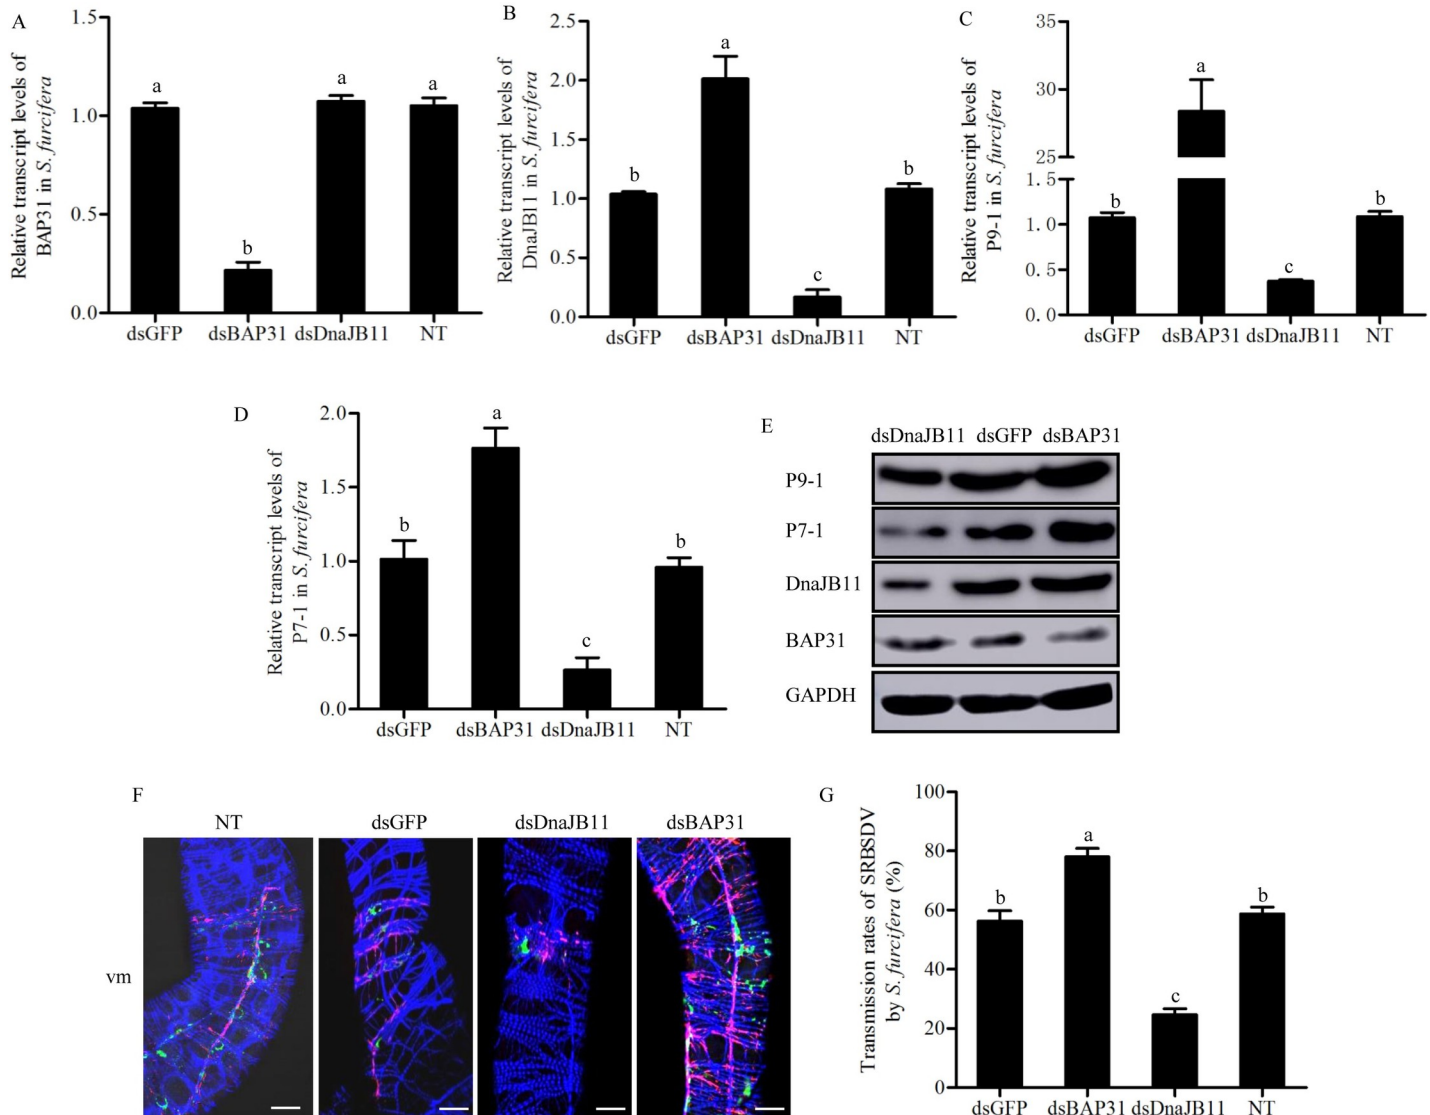 A
Relative transcript levels of
BAP31 in S. furcifera
1.5
1.0
0.5
0.0
a
b
a
a
dsGFP dsBAP31 dsDnaJB11 NT
B
Relative transcript levels of
DnaJB11 in S. furcifera
2.5
2.0
1.5
1.0
0.5
0.0
b
a
c
b
dsGFP dsBAP31 dsDnaJB11 NT
C
Relative transcript levels of
P9-1 in S. furcifera
35
30
25
1.5
1.0
0.5
0.0
b
a
c
b
dsGFP dsBAP31 dsDnaJB11 NT
D
Relative transcript levels of
P7-1 in S. furcifera
2.0
1.5
1.0
0.5
0.0
b
a
c
b
dsGFP dsBAP31 dsDnaJB11 NT
E
dsDnaJB11 dsGFP dsBAP31
P9-1
P7-1
DnaJB11
BAP31
GAPDH
F
NT dsGFP dsDnaJB11 dsBAP31
vm
G
Transmission rates of SRBSDV
by S. furcifera (%)
100
80
60
40
20
0
b
a
c
b
dsGFP dsBAP31 dsDnaJB11 NT